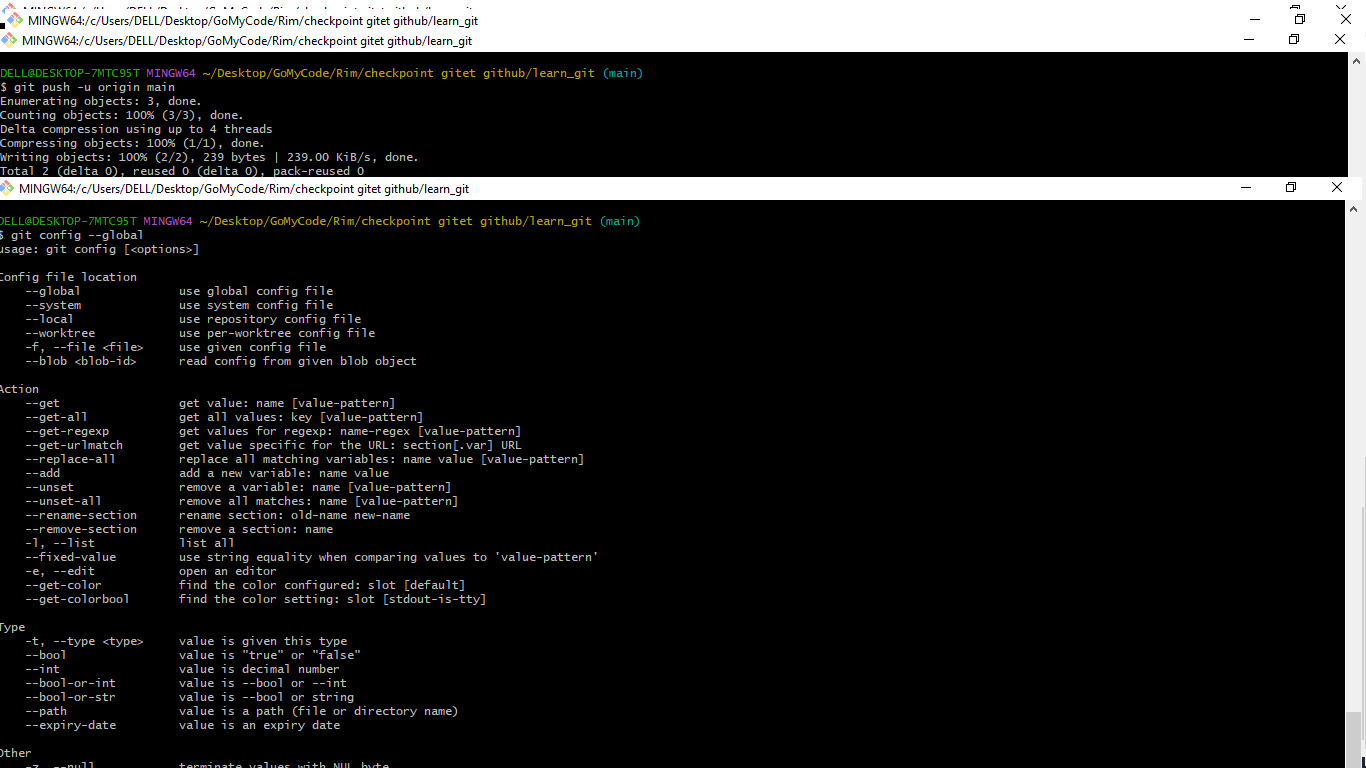 MINGW64:/c/Users/DELL/Desktop/GoMyCode/Rim/checkpoint gitet github/learn_git
MINGW64:/c/Users/DELL/Desktop/GoMyCode/Rim/checkpoint gitet github/learn_git
DELL@DESKTOP-7MTC95T MINGW64 ~/Desktop/GoMyCode/Rim/checkpoint gitet github/learn_git (main)
$ git push -u origin main
Enumerating objects: 3, done.
Counting objects: 100% (3/3), done.
Delta compression using up to 4 threads
Compressing objects: 100% (1/1), done.
Writing objects: 100% (2/2), 239 bytes | 239.00 KiB/s, done.
Total 2 (delta 0), reused 0 (delta 0), pack-reused 0
MINGW64:/c/Users/DELL/Desktop/GoMyCode/Rim/checkpoint gitet github/learn_git
DELL@DESKTOP-7MTC95T MINGW64 ~/Desktop/GoMyCode/Rim/checkpoint gitet github/learn_git (main)
$ git config --global
usage: git config [<options>]
Config file location
--global use global config file
--system use system config file
--local use repository config file
--worktree use per-worktree config file
-f, --file <file> use given config file
--blob <blob-id> read config from given blob object
Action
--get get value: name [value-pattern]
--get-all get all values: key [value-pattern]
--get-regexp get values for regexp: name-regex [value-pattern]
--get-urlmatch get value specific for the URL: section[.var] URL
--replace-all replace all matching variables: name value [value-pattern]
--add add a new variable: name value
--unset remove a variable: name [value-pattern]
--unset-all remove all matches: name [value-pattern]
--rename-section rename section: old-name new-name
--remove-section remove a section: name
-l, --list list all
--fixed-value use string equality when comparing values to 'value-pattern'
-e, --edit open an editor
--get-color find the color configured: slot [default]
--get-colorbool find the color setting: slot [stdout-is-tty]
Type
-t, --type <type> value is given this type
--bool value is "true" or "false"
--int value is decimal number
--bool-or-int value is --bool or --int
--bool-or-str value is --bool or string
--path value is a path (file or directory name)
--expiry-date value is an expiry date
Other
-z, --null terminate values with NUL byte